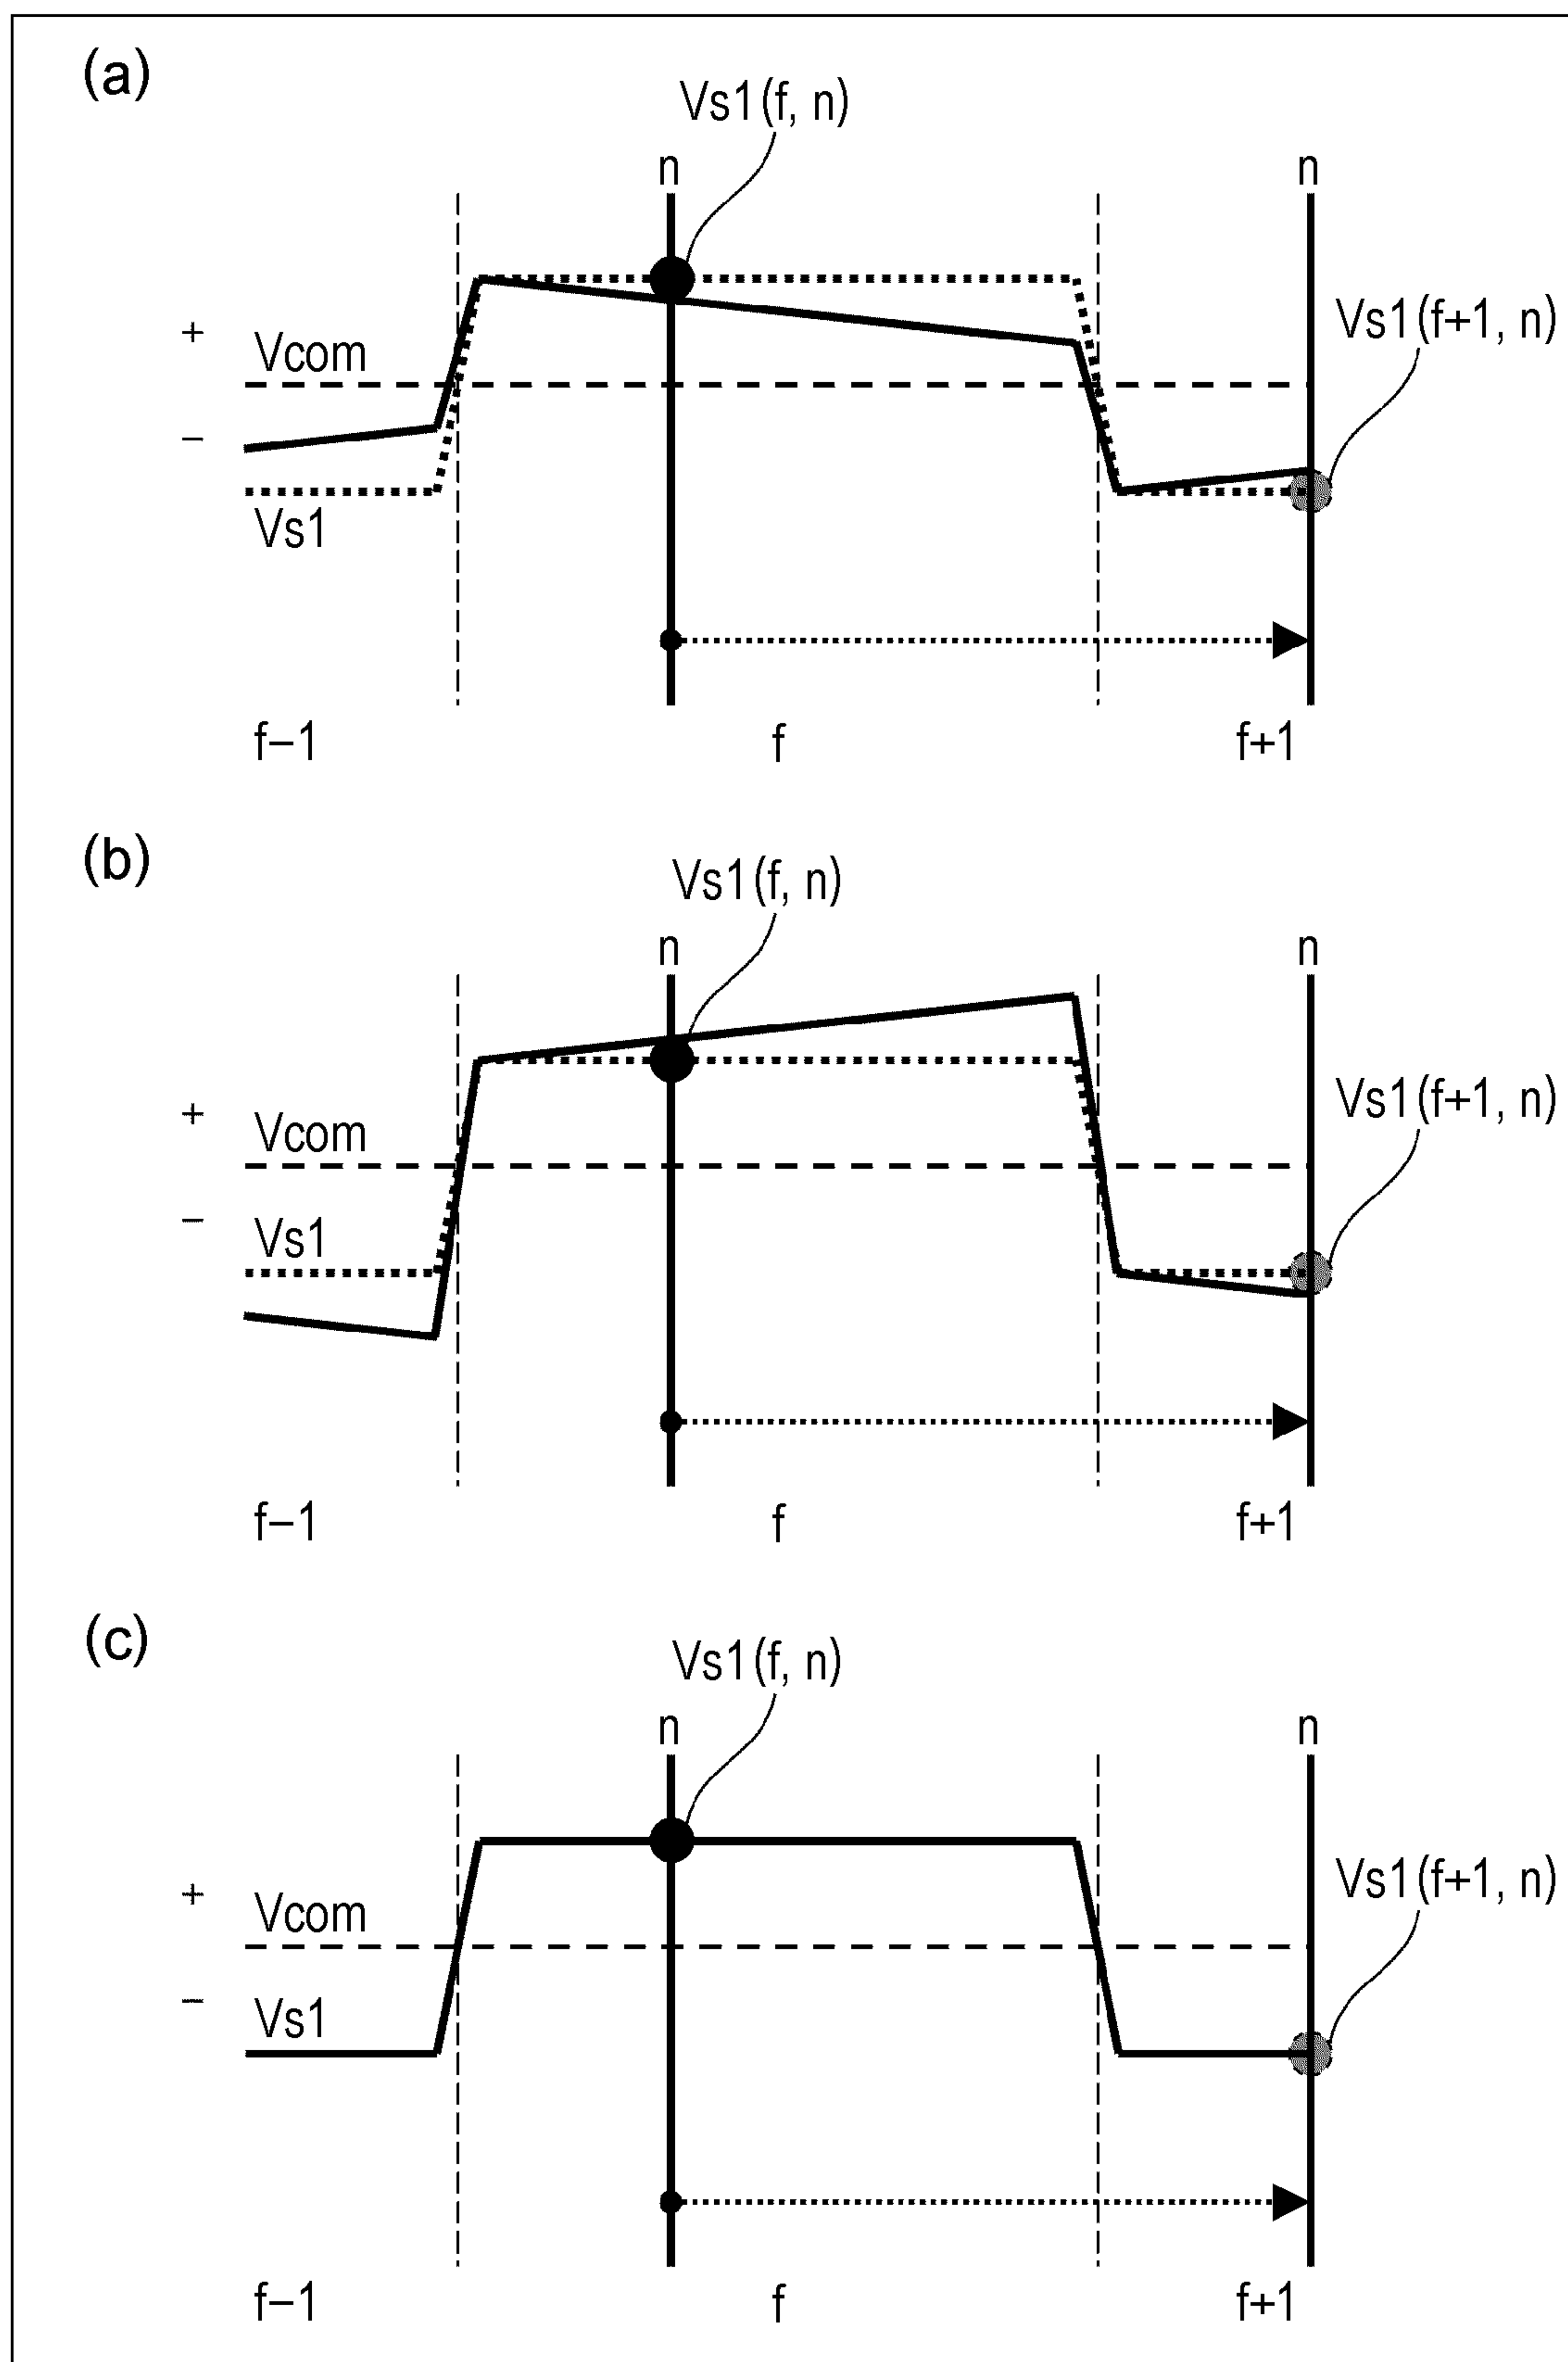 (a)
Vs1(f, n)
n
n
Vs1(f+1, n)
+
Vcom
−
Vs1
f−1
f
f+1
(b)
Vs1(f, n)
n
n
Vs1(f+1, n)
+
Vcom
−
Vs1
f−1
f
f+1
(c)
Vs1(f, n)
n
n
Vs1(f+1, n)
+
Vcom
−
Vs1
f−1
f
f+1